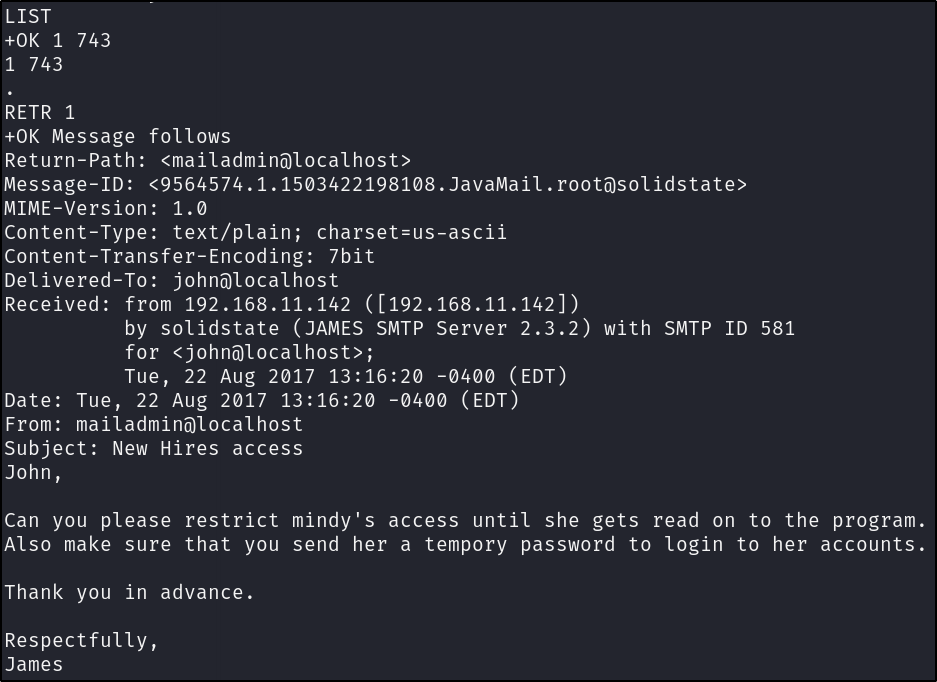 LIST
+OK 1 743
1 743
.
RETR 1
+OK Message follows
Return-Path: <mailadmin@localhost>
Message-ID: <9564574.1.1503422198108.JavaMail.root@solidstate>
MIME-Version: 1.0
Content-Type: text/plain; charset=us-ascii
Content-Transfer-Encoding: 7bit
Delivered-To: john@localhost
Received: from 192.168.11.142 ([192.168.11.142])
          by solidstate (JAMES SMTP Server 2.3.2) with SMTP ID 581
          for <john@localhost>;
          Tue, 22 Aug 2017 13:16:20 -0400 (EDT)
Date: Tue, 22 Aug 2017 13:16:20 -0400 (EDT)
From: mailadmin@localhost
Subject: New Hires access
John,

Can you please restrict mindy's access until she gets read on to the program.
Also make sure that you send her a tempory password to login to her accounts.

Thank you in advance.

Respectfully,
James